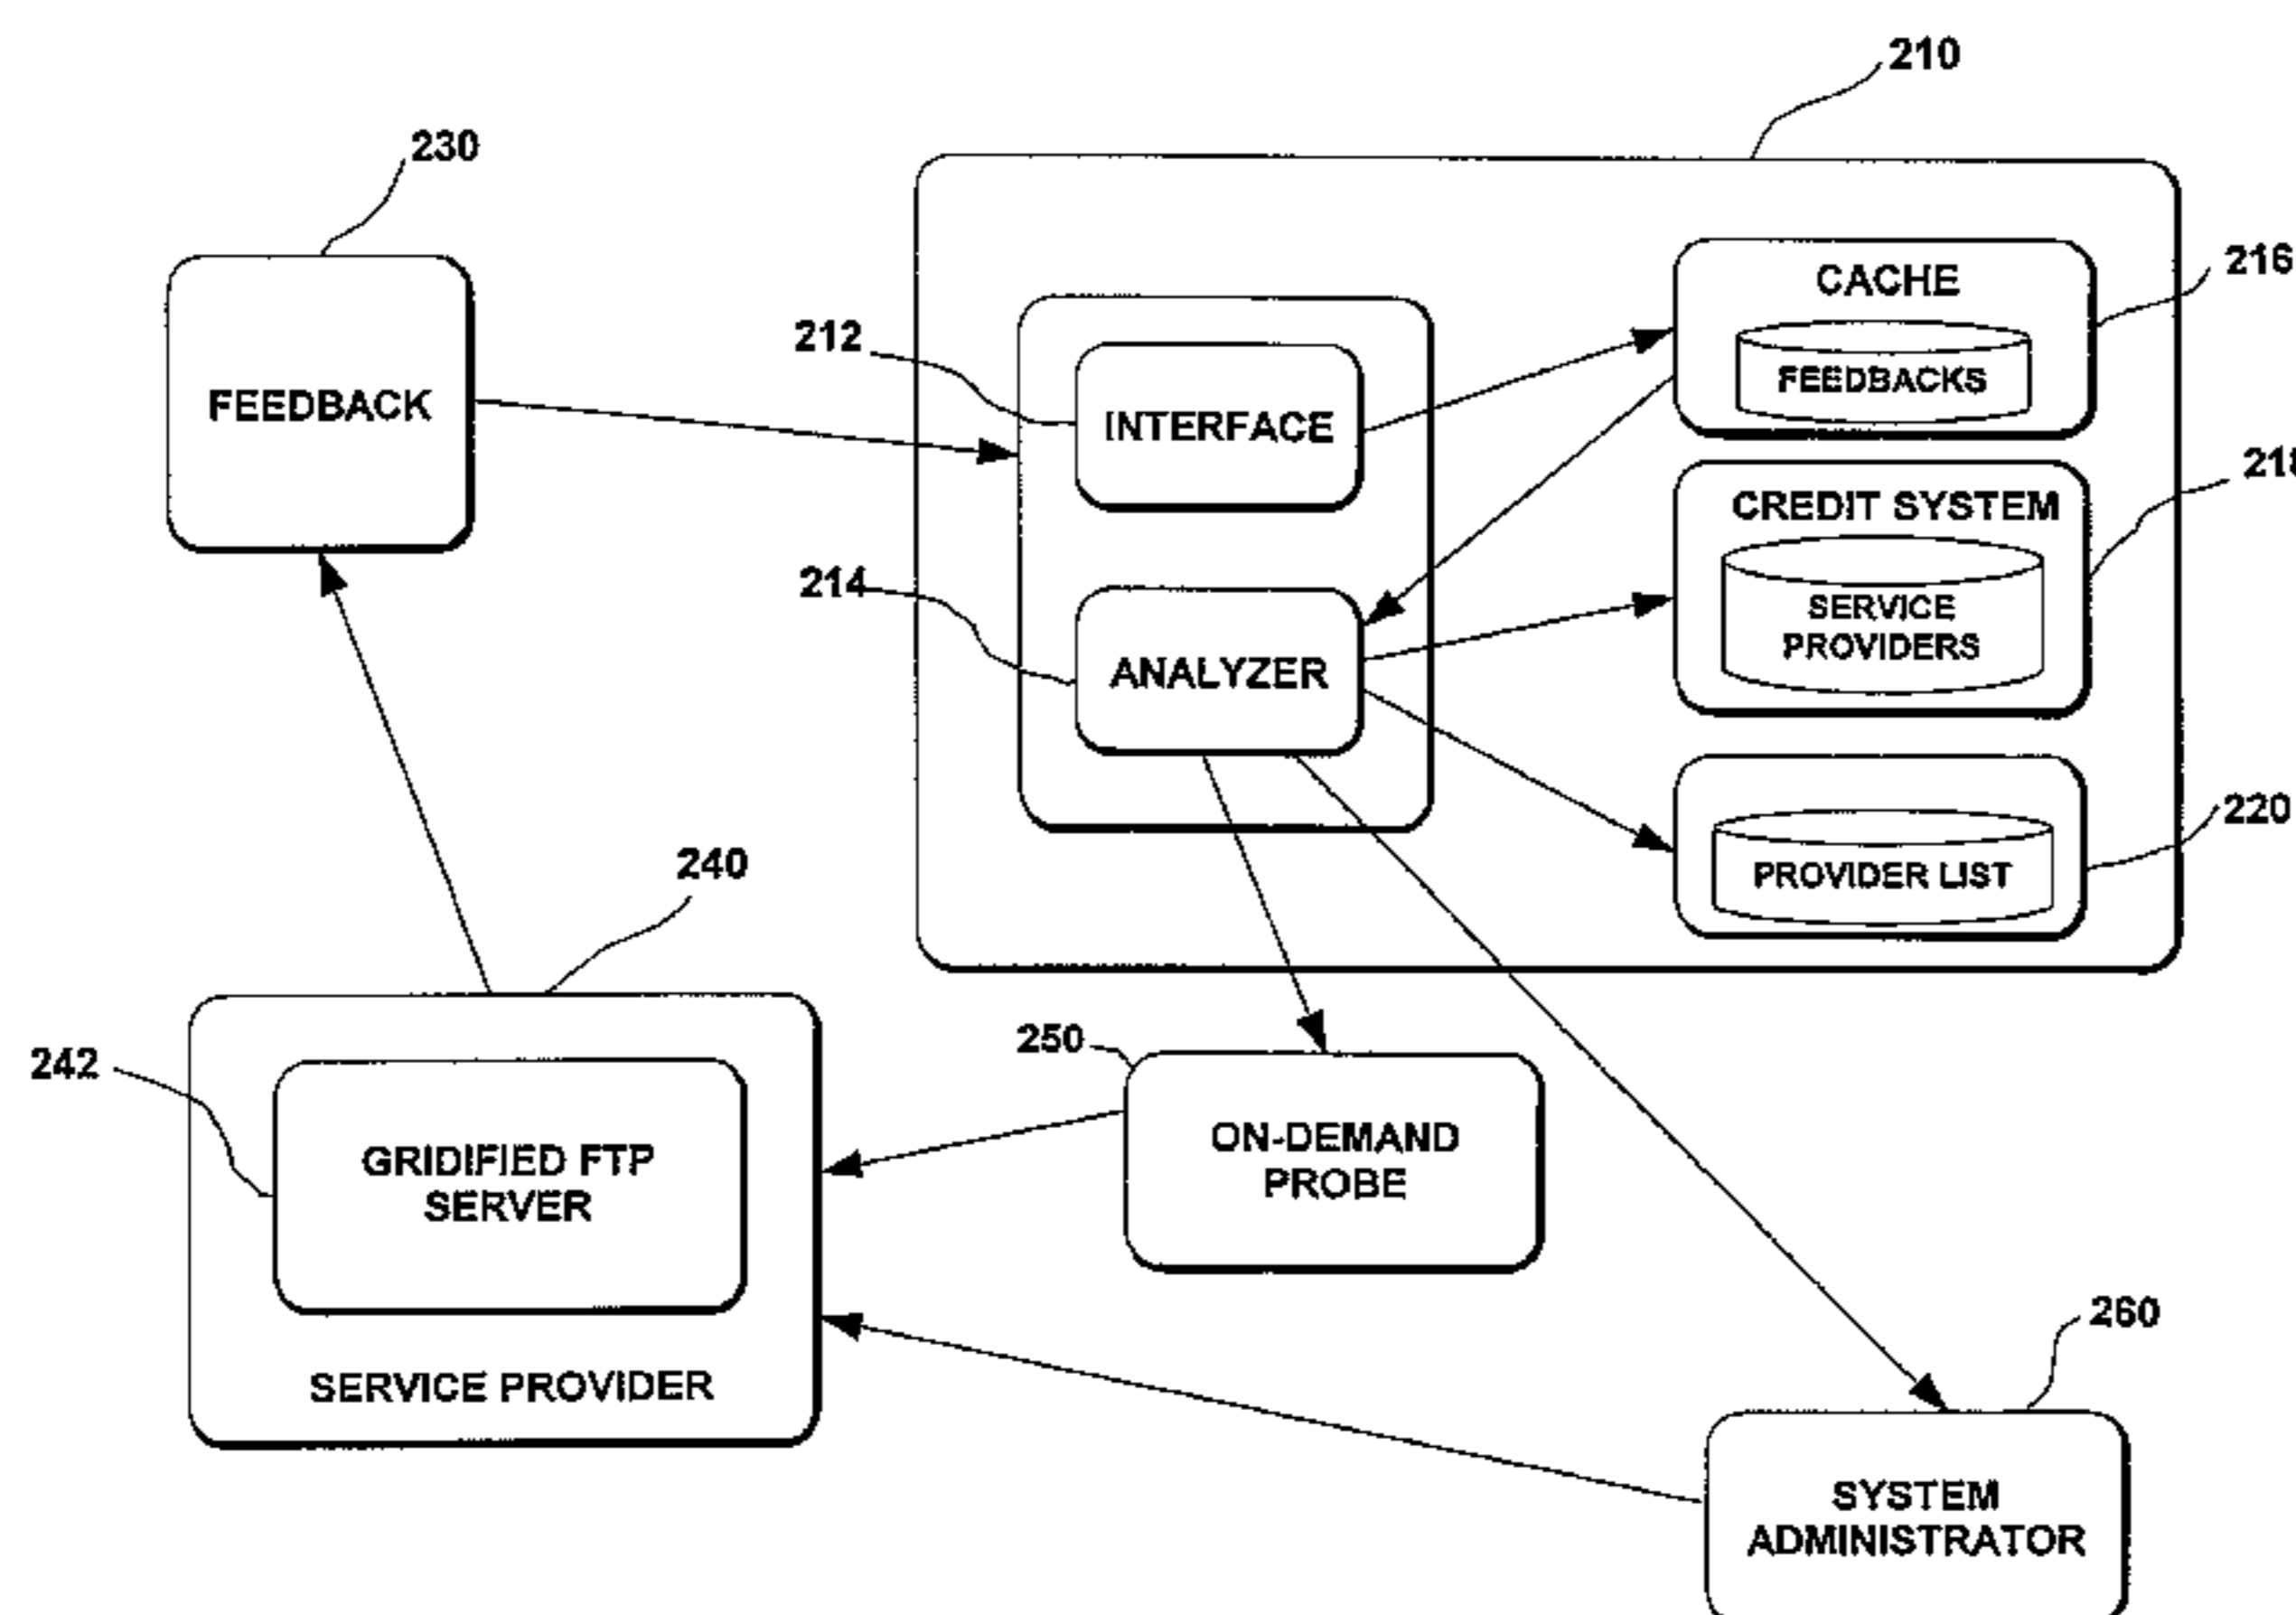 210
230
216
CACHE
FEEDBACKS
212
INTERFACE
FEEDBACK
CREDIT SYSTEM
SERVICE
PROVIDERS
214
ANALYZER
220
PROVIDER LIST
240
250
242
GRIDIFIED FTP
SERVER
ON-DEMAND
PROBE
SERVICE PROVIDER
260
SYSTEM
ADMINISTRATOR